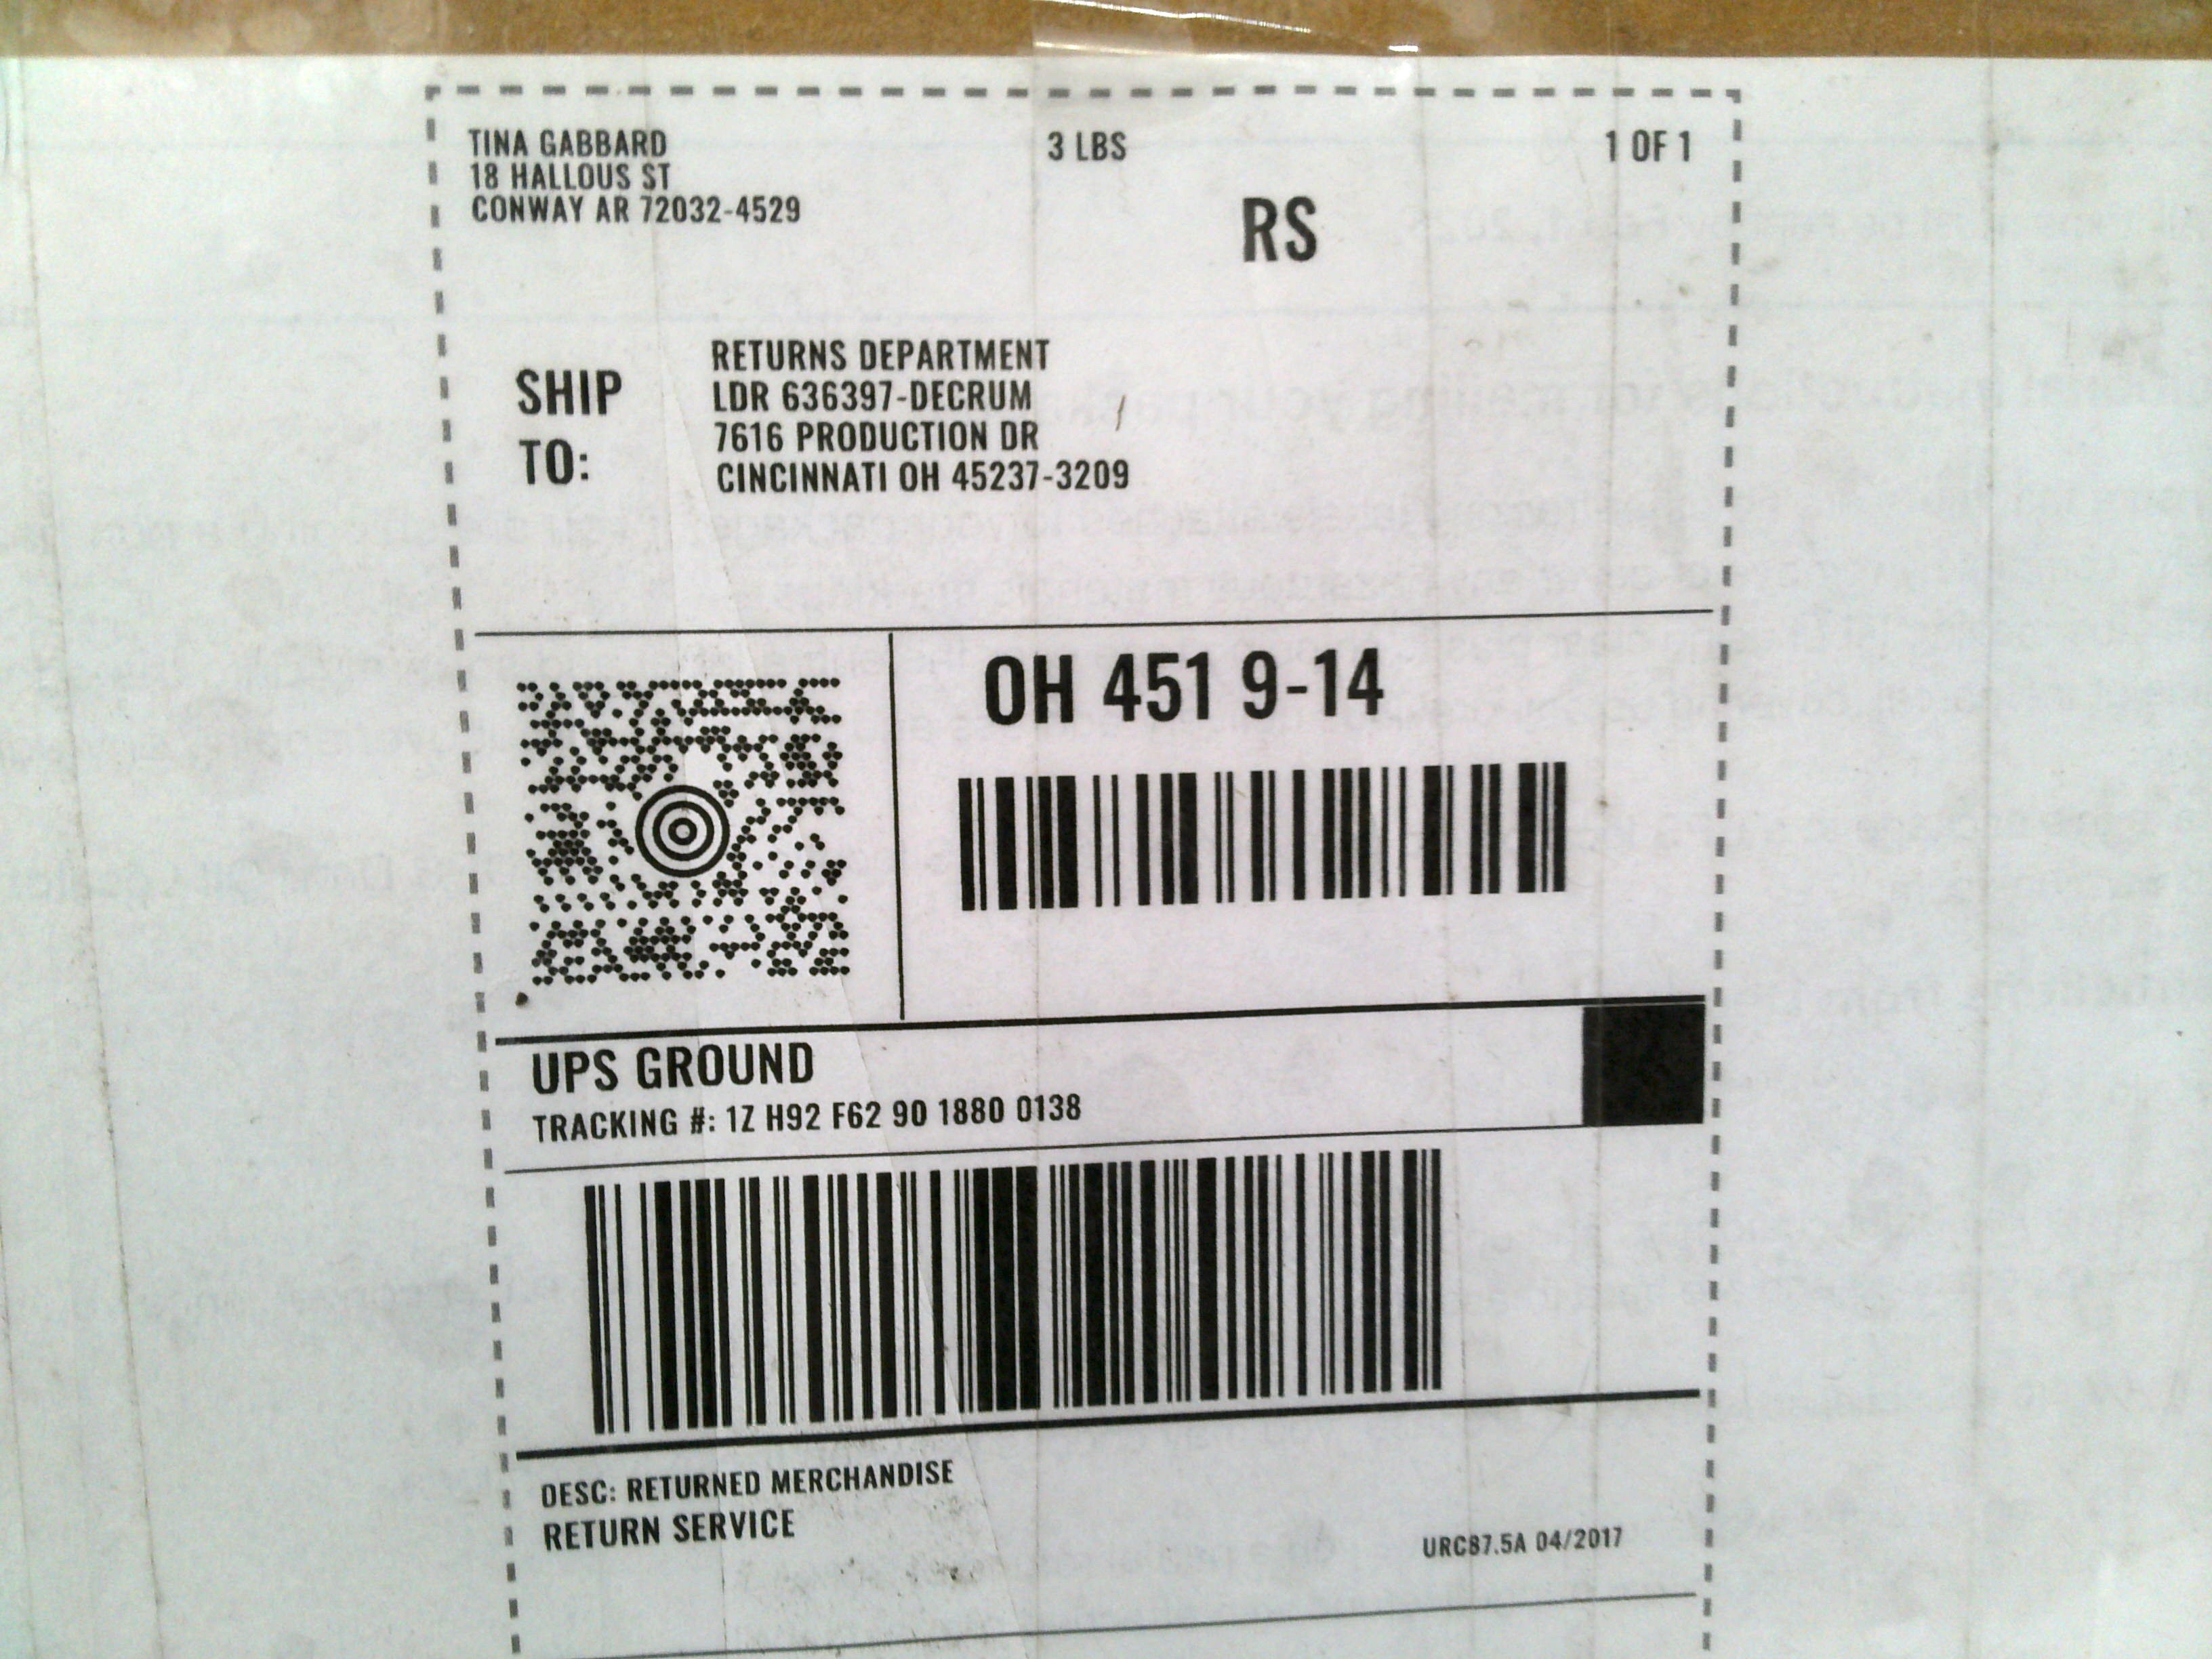 TINA GABBARD
18 HALLOUS ST
CONWAY AR 72032-4529
3 LBS
1 OF 1
RS
SHIP TO:
RETURNS DEPARTMENT
LDR 636397-DECRUM
7616 PRODUCTION DR
CINCINNATI OH 45237-3209
OH 451 9-14
UPS GROUND
TRACKING #: 1Z H92 F62 90 1880 0138
DESC: RETURNED MERCHANDISE
RETURN SERVICE
URC87.5A 04/2017